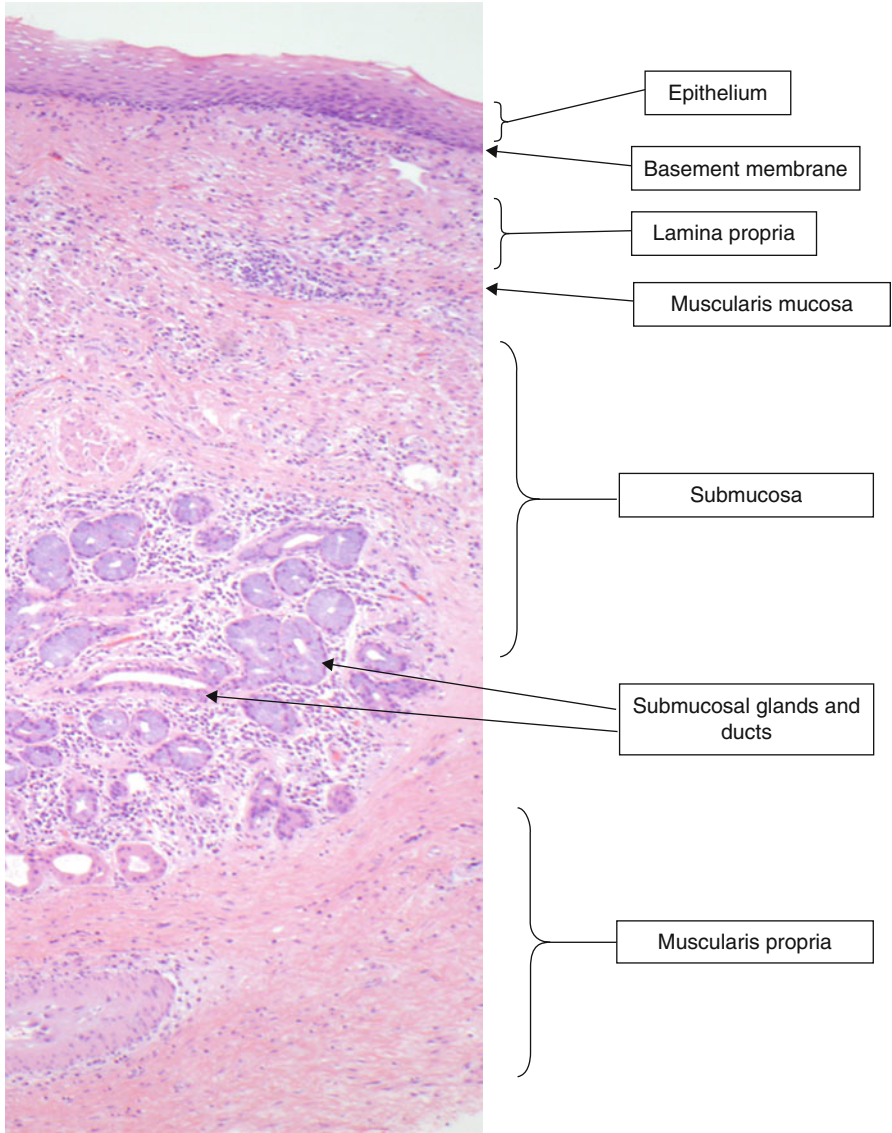 Epithelium
Basement membrane
Lamina propria
Muscularis mucosa
Submucosa
Submucosal glands and
ducts
Muscularis propria